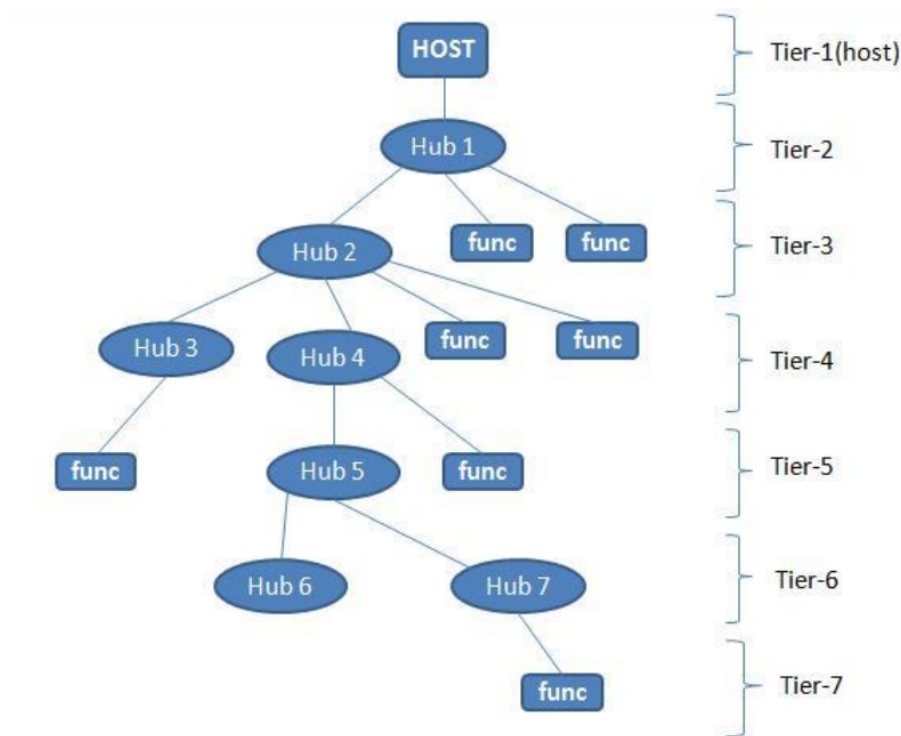 HOST
Tier-1(host)
Hub 1
Tier-2
Hub 2
func
func
Tier-3
Hub 3
Hub 4
func
func
Tier-4
func
Hub 5
func
Tier-5
Hub 6
Hub 7
Tier-6
func
Tier-7